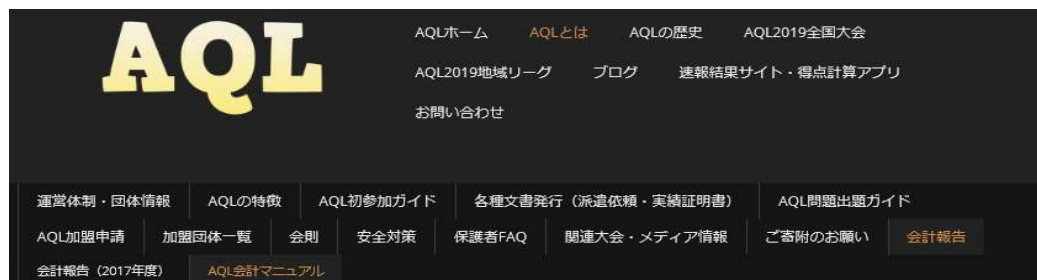 AQL
AQLホーム AQLとは AQLの歴史 AQL2019全国大会
AQL2019地域リーグ ブログ 速報結果サイト・得点計算アプリ
お問い合わせ
運営体制・団体情報 AQLの特徴 AQL初参加ガイド 各種文書発行（派遣依頼・実績証明書） AQL問題出題ガイド
AQL加盟申請 加盟団体一覧 会則 安全対策 保護者FAQ 関連大会・メディア情報 ご寄附のお願い 会計報告
会計報告（2017年度） AQL会計マニュアル